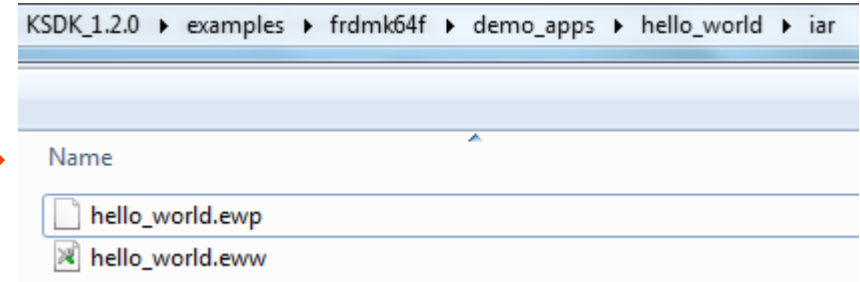 KSDK_1.2.0 ▸ examples ▸ frdmk64f ▸ demo_apps ▸ hello_world ▸ iar
Name
hello_world.ewp
hello_world.eww